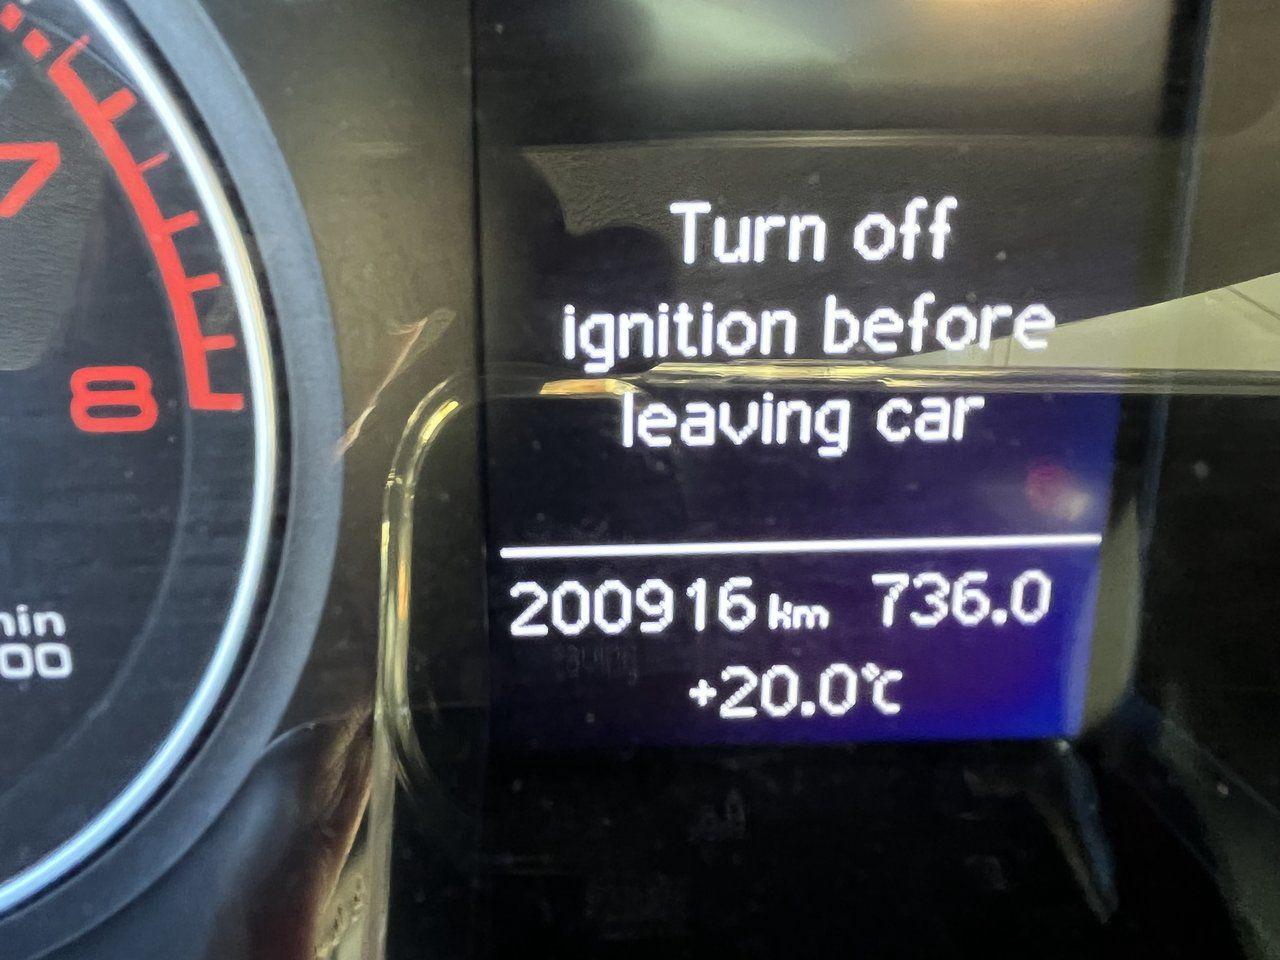 7
8
Turn off
ignition before
leaving car
200916 km 736.0
+20.0°C